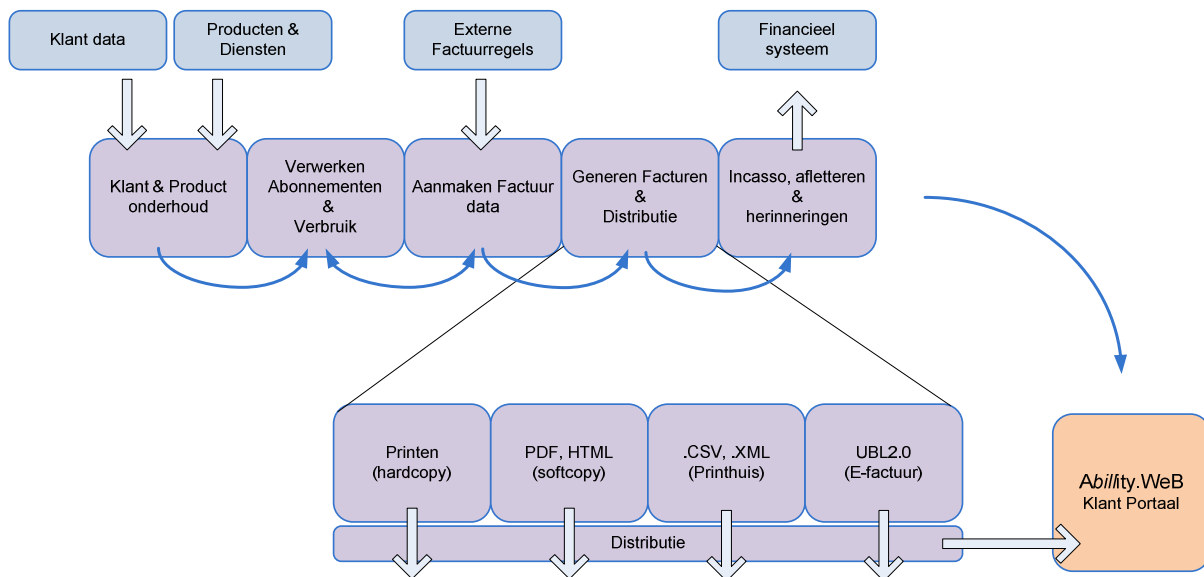 Klant data
Producten &
Diensten
Externe
Factuurregels
Financieel
systeem
Klant & Product
onderhoud
Verwerken
Abonnementen
&
Verbruik
Aanmaken Factuur
data
Generen Facturen
&
Distributie
Incasso, afletteren
&
herinneringen
Printen
(hardcopy)
PDF, HTML
(softcopy)
.CSV, .XML
(Printhuis)
UBL2.0
(E-factuur)
Distributie
Ability.WeB
Klant Portaal